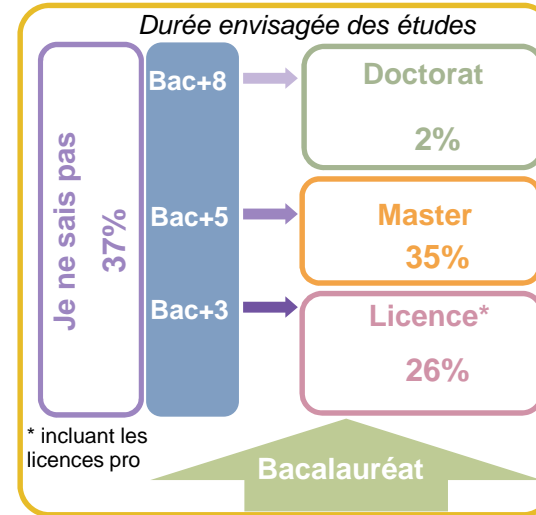 Durée envisagée des études
Je ne sais pas
37%
Bac+8
Doctorat
2%
Bac+5
Master
35%
Bac+3
Licence*
26%
* incluant les
licences pro
Bacalauréat